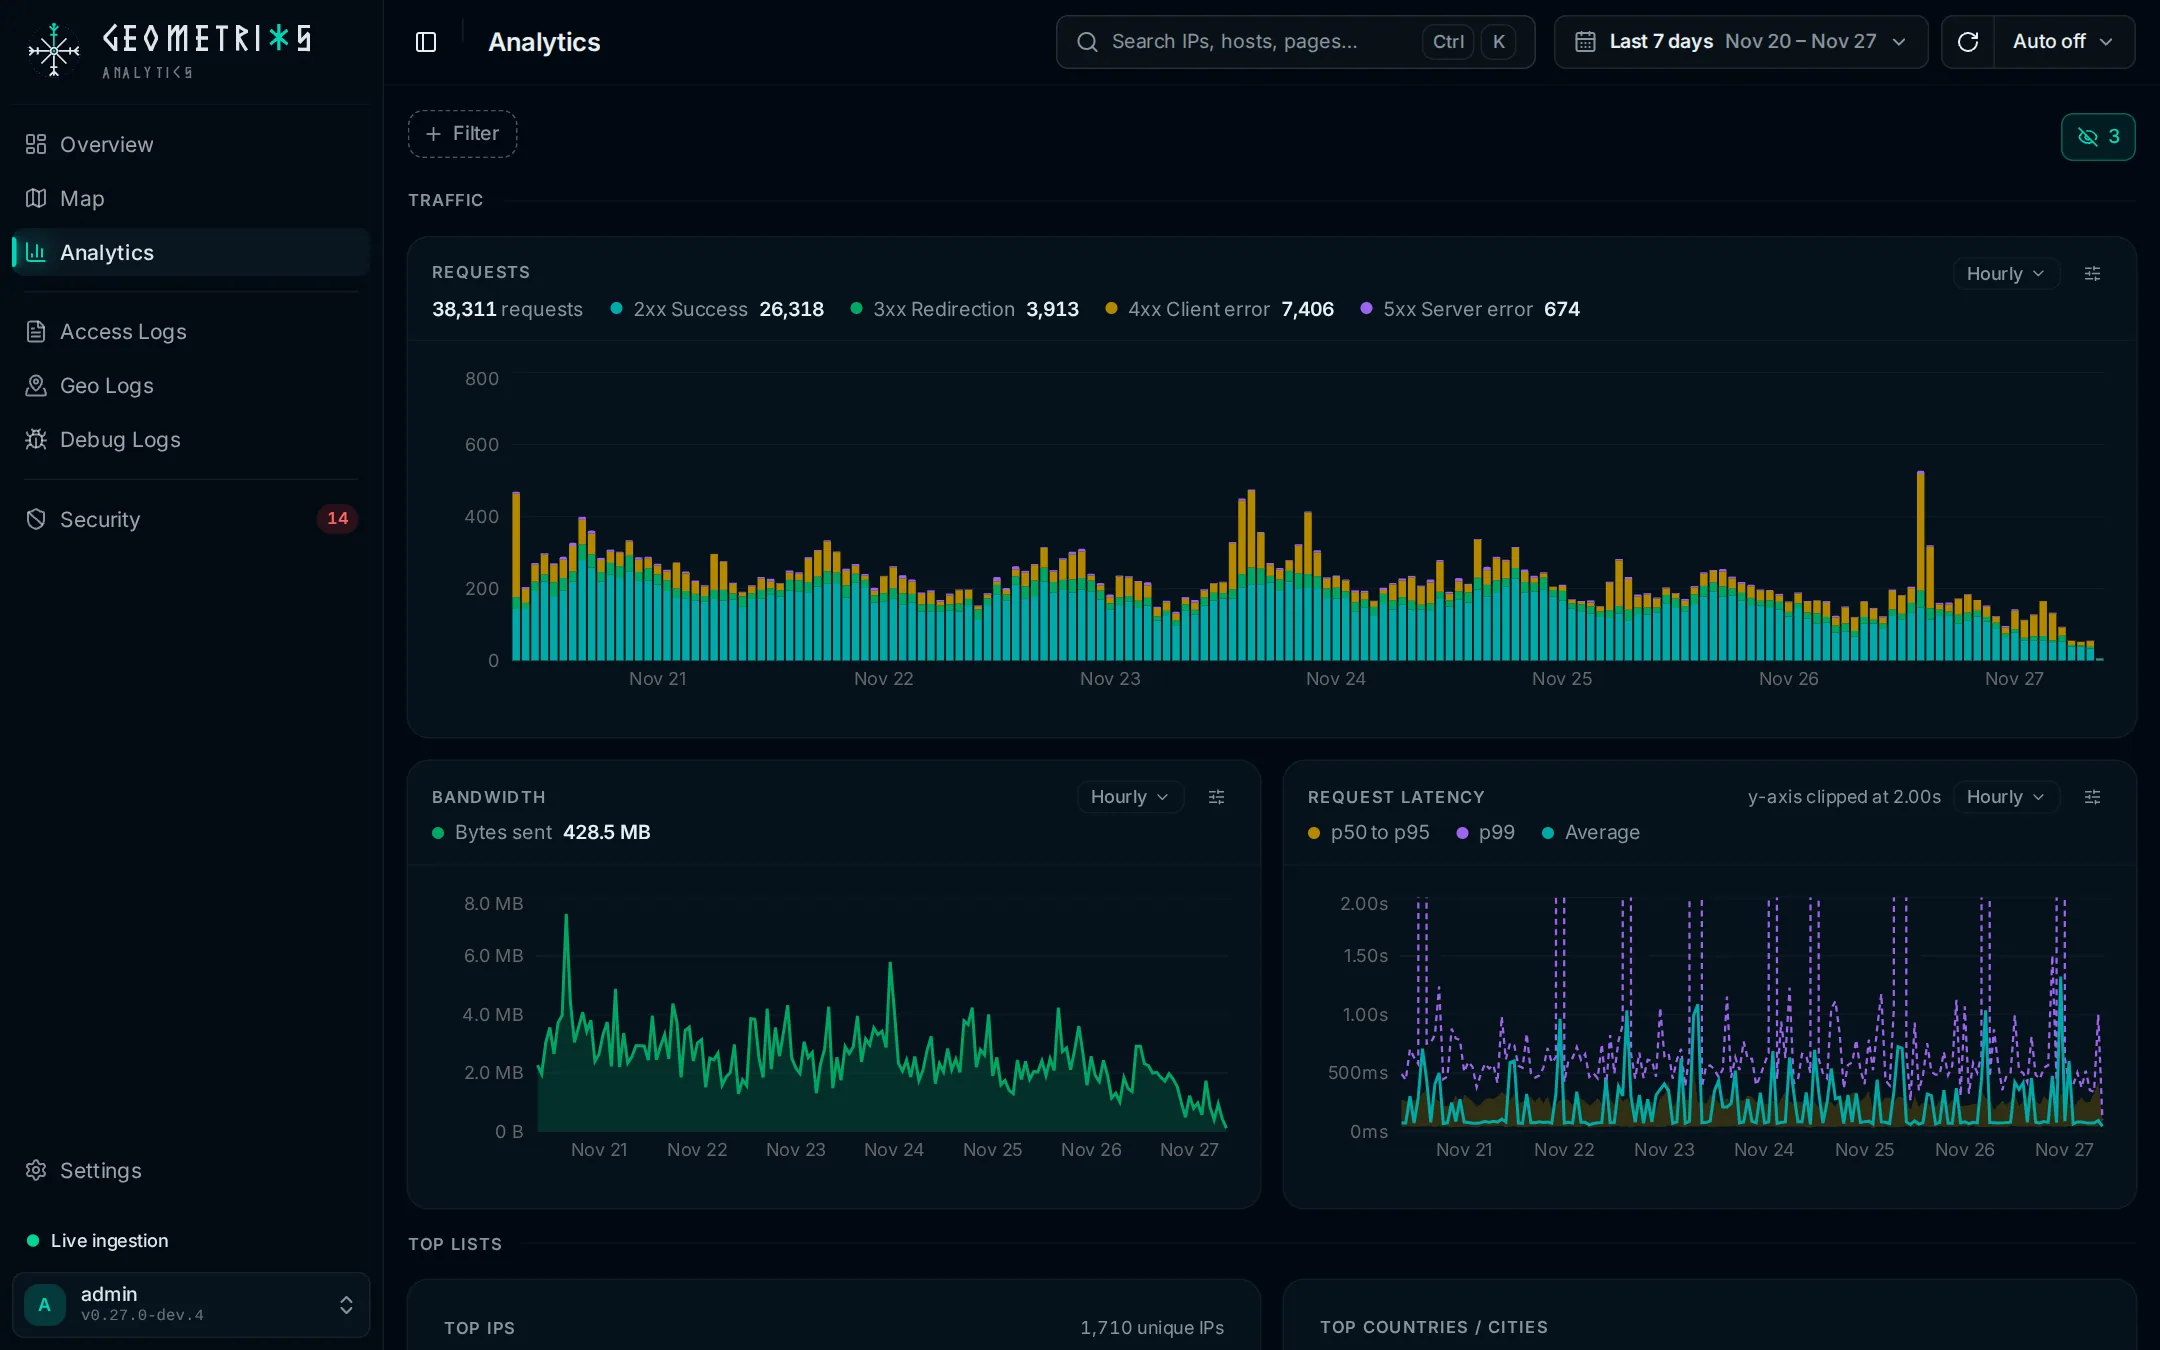 GEOMETRIKS
ANALYTICS
Overview
Map
Analytics
Access Logs
Geo Logs
Debug Logs
Security 14
Settings
Live ingestion
A admin
v0.27.0-dev.4
Analytics
Search IPs, hosts, pages... Ctrl K
Last 7 days Nov 20 – Nov 27
Auto off
+ Filter
3
TRAFFIC
REQUESTS
Hourly
38,311 requests 2xx Success 26,318 3xx Redirection 3,913 4xx Client error 7,406 5xx Server error 674
800
600
400
200
0
Nov 21 Nov 22 Nov 23 Nov 24 Nov 25 Nov 26 Nov 27
BANDWIDTH
Hourly
Bytes sent 428.5 MB
8.0 MB
6.0 MB
4.0 MB
2.0 MB
0 B
Nov 21 Nov 22 Nov 23 Nov 24 Nov 25 Nov 26 Nov 27
REQUEST LATENCY
y-axis clipped at 2.00s Hourly
p50 to p95 p99 Average
2.00s
1.50s
1.00s
500ms
0ms
Nov 21 Nov 22 Nov 23 Nov 24 Nov 25 Nov 26 Nov 27
TOP LISTS
TOP IPS 1,710 unique IPs
TOP COUNTRIES / CITIES